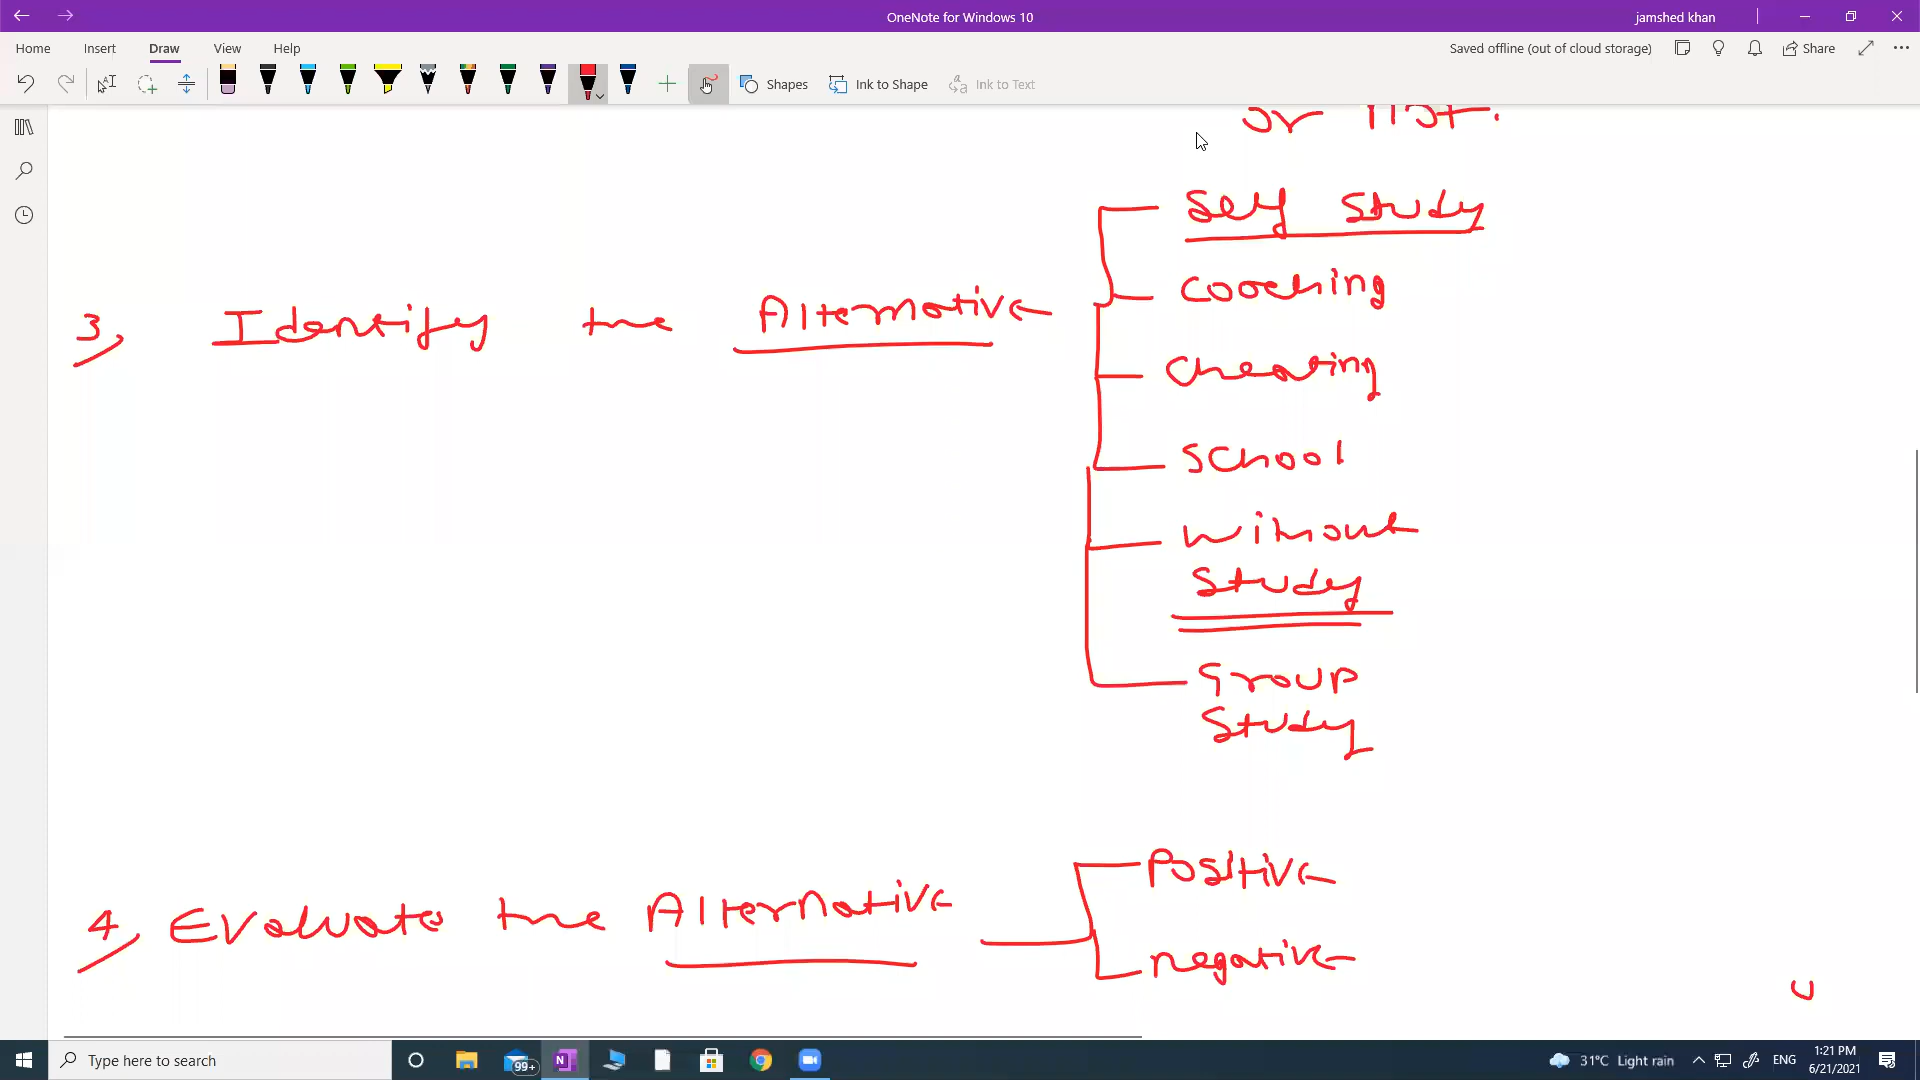 OneNote for Windows 10
jamshed khan
Home
Insert
Draw
View
Help
Saved offline (out of cloud storage)
Share
Shapes
Ink to Shape
Ink to Text
or
Self Study
Coaching
3, Identify the Alternative
Cheating
School
Without
Study
Group
Study
Positive
4, Evaluate the Alternative
negative
Type here to search
99+
31°C Light rain
ENG
1:21 PM
6/21/2021